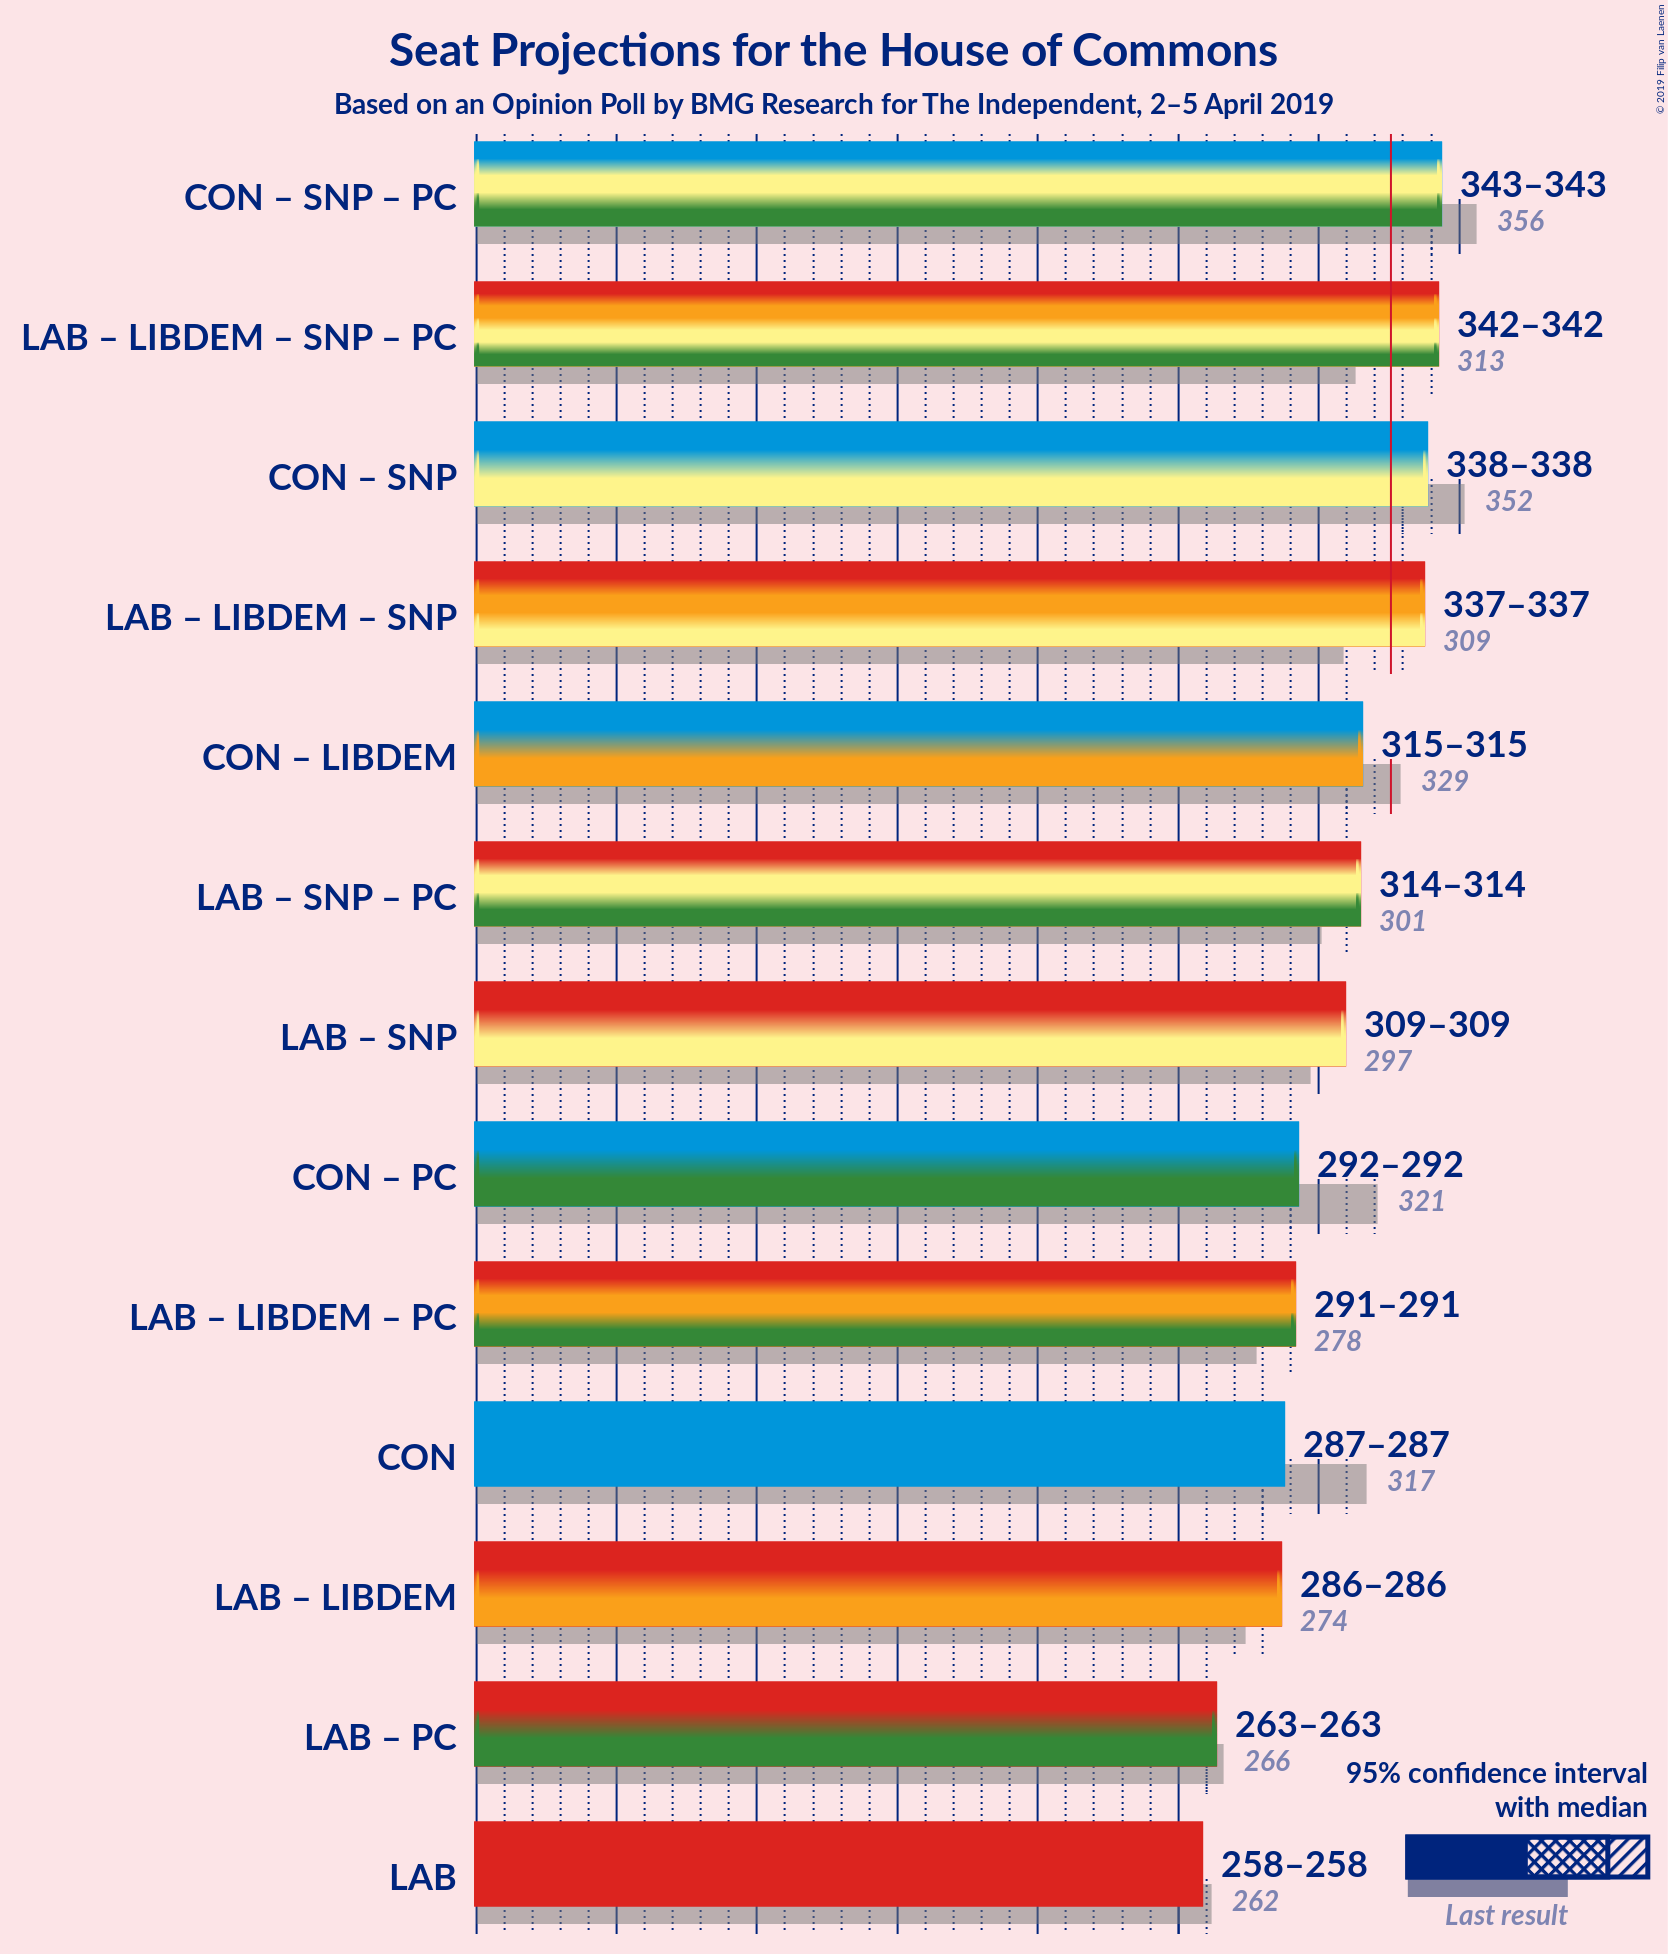 Seat Projections for the House of Commons
Based on an Opinion Poll by BMG Research for The Independent, 2–5 April 2019
© 2019 Filip van Laenen
CON – SNP – PC
343–343
356
LAB – LIBDEM – SNP – PC
342–342
313
CON – SNP
338–338
352
LAB – LIBDEM – SNP
337–337
309
CON – LIBDEM
315–315
329
LAB – SNP – PC
314–314
301
LAB – SNP
309–309
297
CON – PC
292–292
321
LAB – LIBDEM – PC
291–291
278
CON
287–287
317
LAB – LIBDEM
286–286
274
LAB – PC
263–263
266
LAB
258–258
262
95% confidence interval
with median
Last result